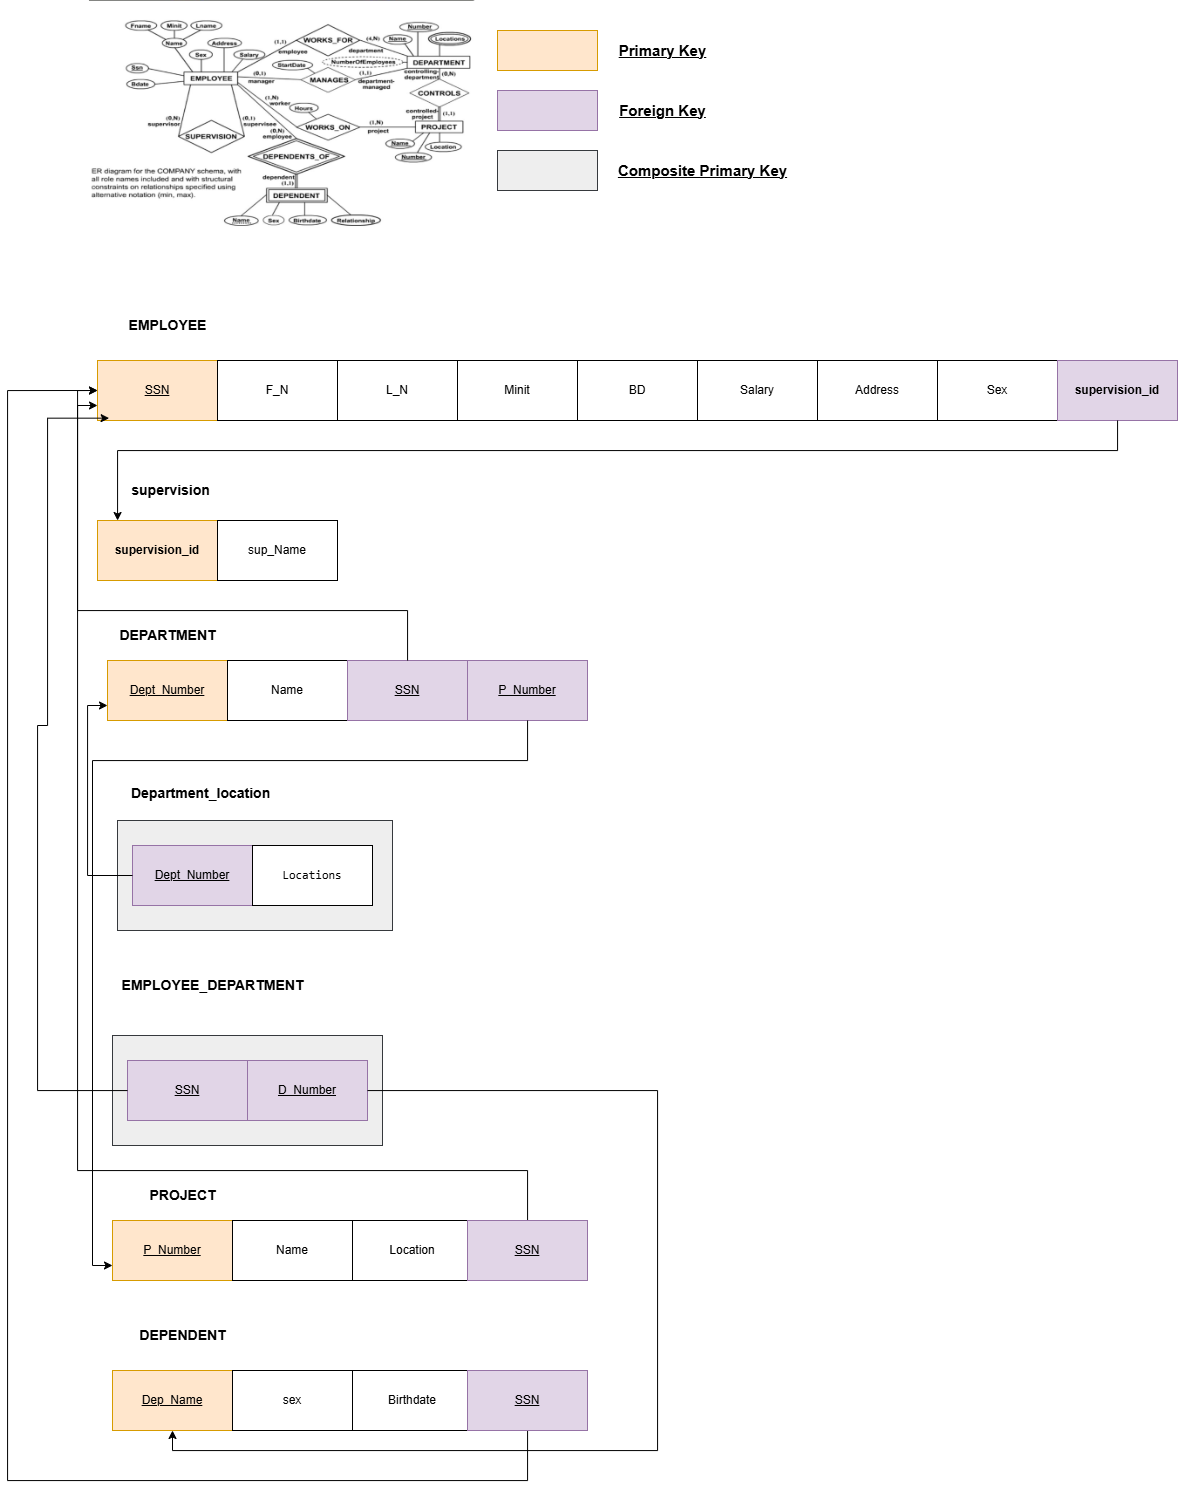 Fname
Minit
Lname
Name
Address
Sex
Salary
Ssn
Bdate
EMPLOYEE
(1,1)
employee
WORKS_FOR
(4,N)
department
Number
Name
Locations
NumberOfEmployees
DEPARTMENT
StartDate
(0,1)
manager
MANAGES
(1,1)
department-
managed
controlling-
department
(0,N)
CONTROLS
controlled-
project
(1,1)
PROJECT
Name
Number
Location
(1,N)
worker
Hours
WORKS_ON
(1,N)
project
(0,N)
supervisor
(0,1)
supervisee
SUPERVISION
(0,N)
employee
DEPENDENTS_OF
dependent
(1,1)
DEPENDENT
Name
Sex
Birthdate
Relationship
ER diagram for the COMPANY schema, with
all role names included and with structural
constraints on relationships specified using
alternative notation (min, max).
Primary Key
Foreign Key
Composite Primary Key
EMPLOYEE
SSN F_N L_N Minit BD Salary Address Sex supervision_id
supervision
supervision_id sup_Name
DEPARTMENT
Dept_Number Name SSN P_Number
Department_location
Dept_Number Locations
EMPLOYEE_DEPARTMENT
SSN D_Number
PROJECT
P_Number Name Location SSN
DEPENDENT
Dep_Name sex Birthdate SSN